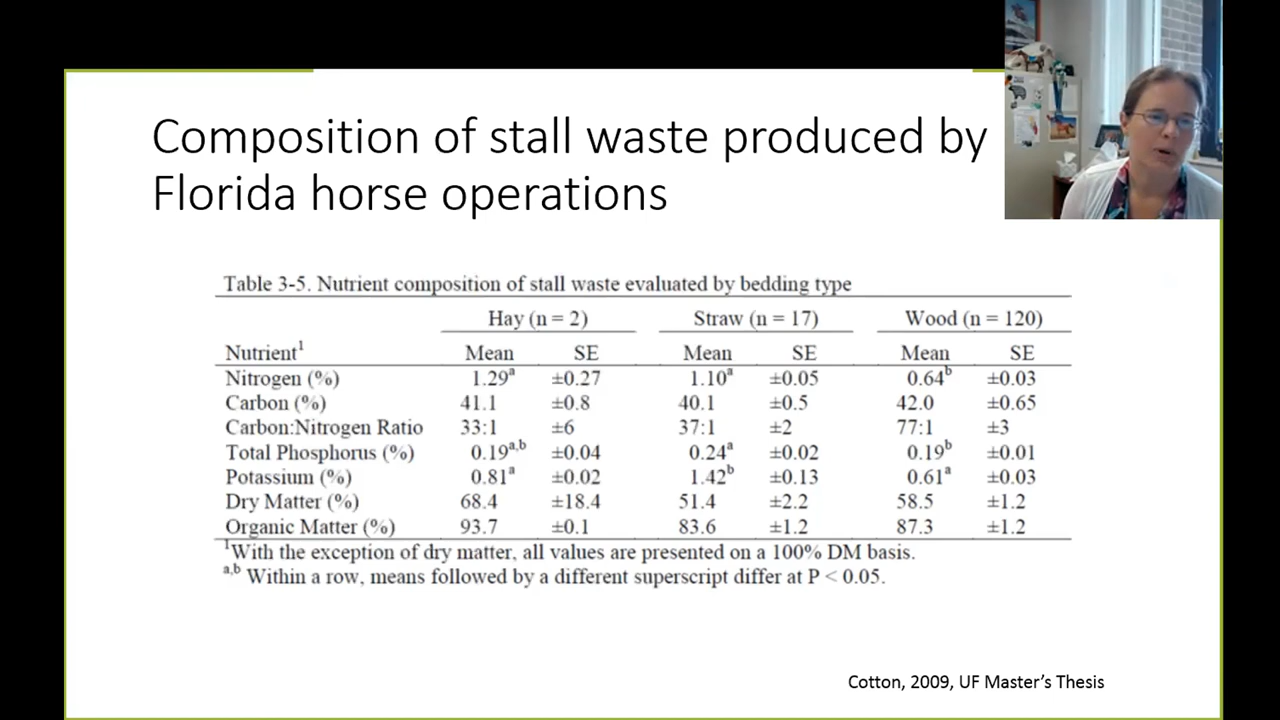 Composition of stall waste produced by
Florida horse operations
Table 3-5. Nutrient composition of stall waste evaluated by bedding type
Hay (n = 2) Straw (n = 17) Wood (n = 120)
Nutrient¹ Mean SE Mean SE Mean SE
Nitrogen (%) 1.29ᵃ ±0.27 1.10ᵃ ±0.05 0.64ᵇ ±0.03
Carbon (%) 41.1 ±0.8 40.1 ±0.5 42.0 ±0.65
Carbon:Nitrogen Ratio 33:1 ±6 37:1 ±2 77:1 ±3
Total Phosphorus (%) 0.19ᵃ,ᵇ ±0.04 0.24ᵃ ±0.02 0.19ᵇ ±0.01
Potassium (%) 0.81ᵃ ±0.02 1.42ᵇ ±0.13 0.61ᵃ ±0.03
Dry Matter (%) 68.4 ±18.4 51.4 ±2.2 58.5 ±1.2
Organic Matter (%) 93.7 ±0.1 83.6 ±1.2 87.3 ±1.2
¹With the exception of dry matter, all values are presented on a 100% DM basis.
ᵃ,ᵇ Within a row, means followed by a different superscript differ at P < 0.05.
Cotton, 2009, UF Master’s Thesis